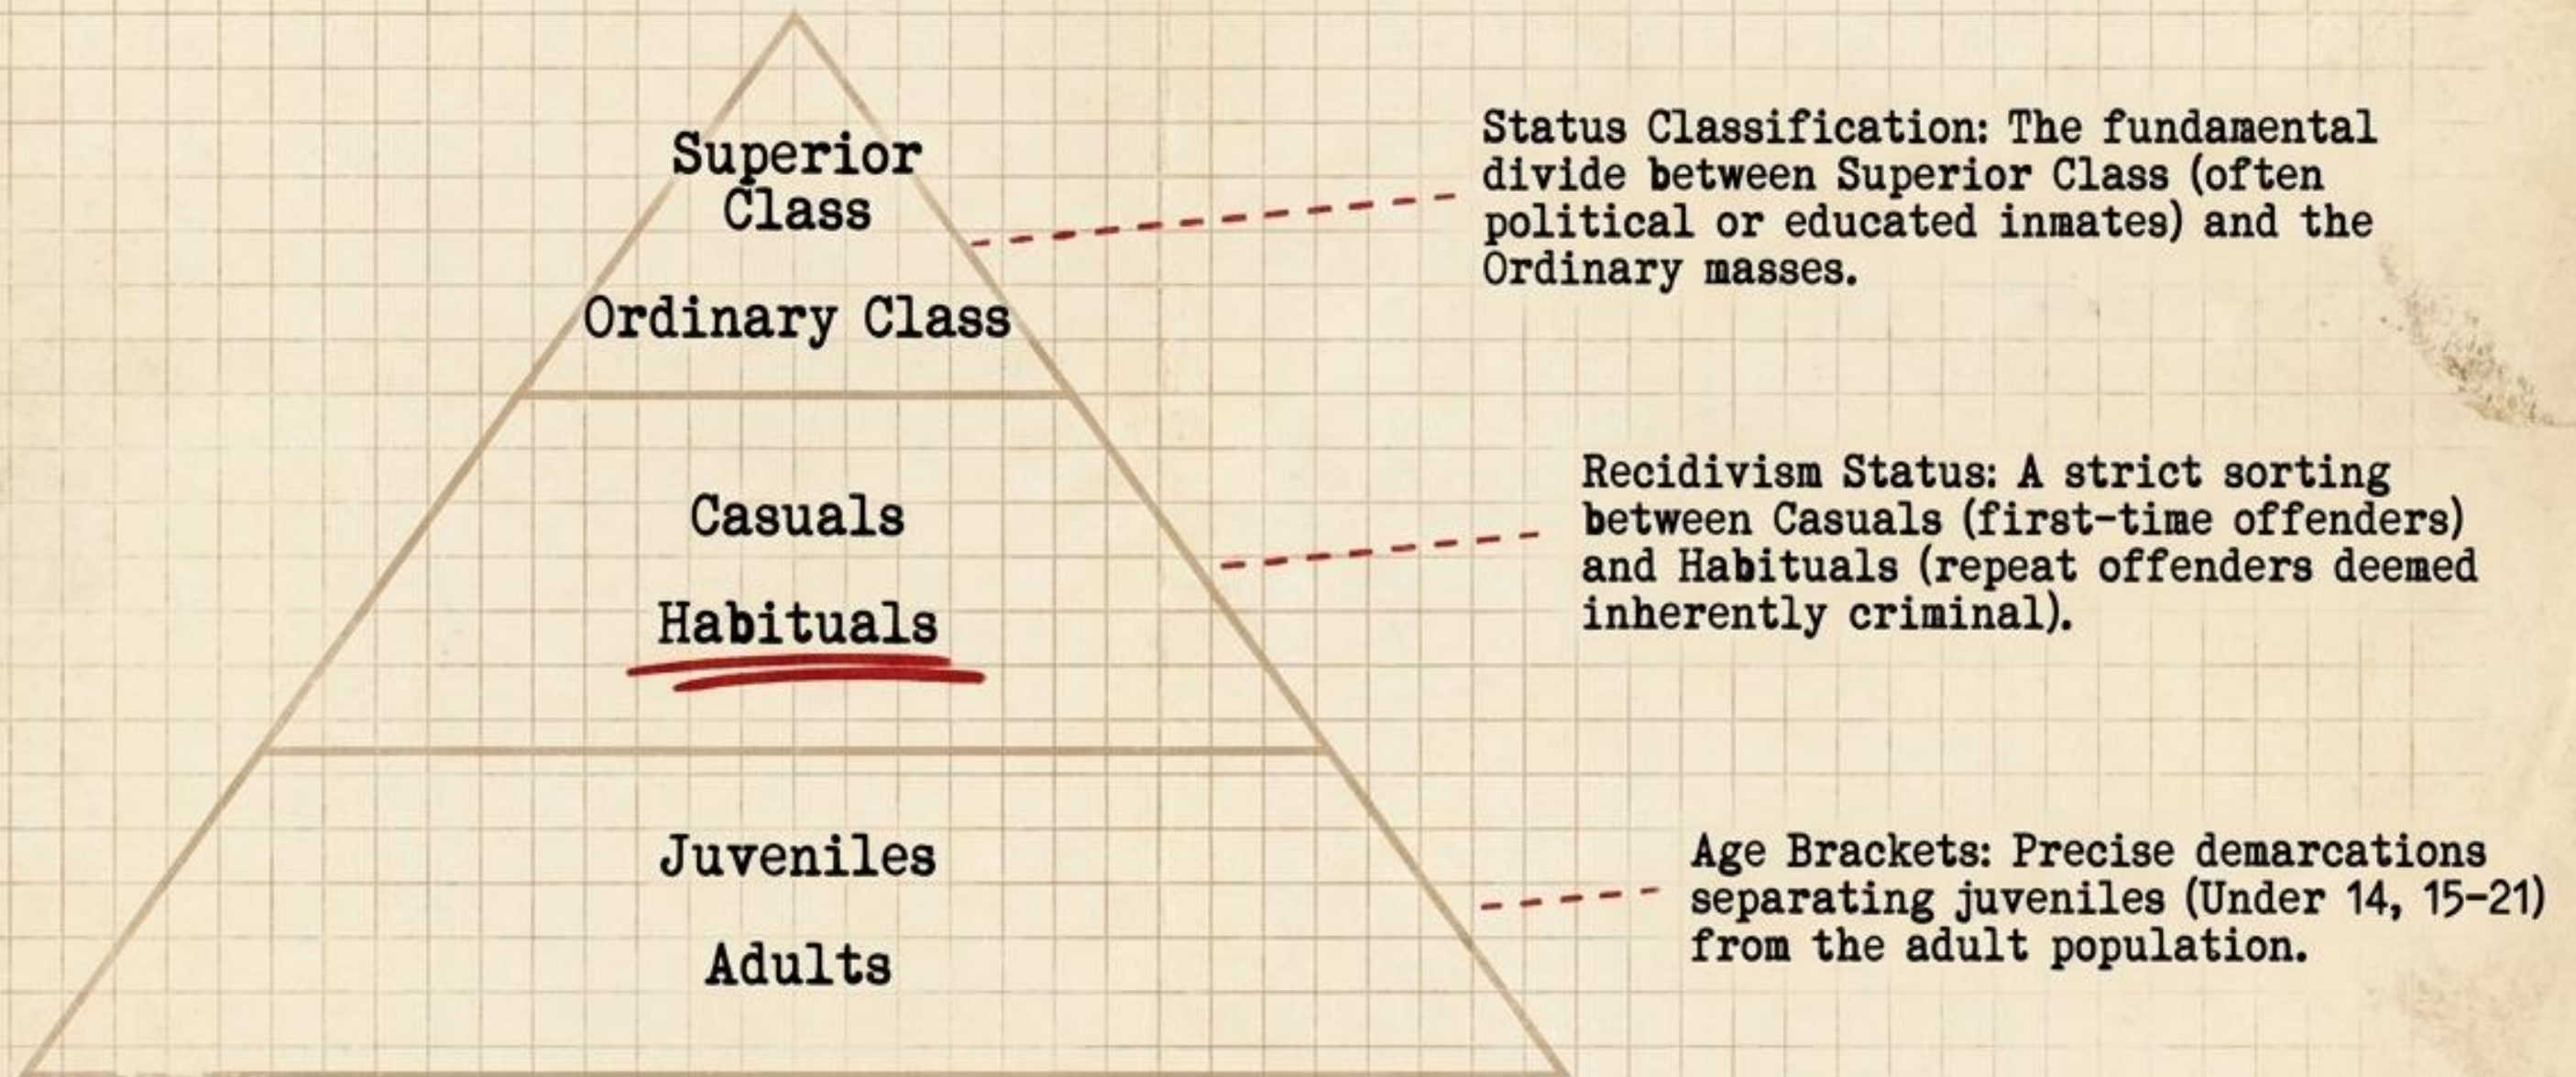 Superior
Class
Ordinary Class
Status Classification: The fundamental
divide between Superior Class (often
political or educated inmates) and the
Ordinary masses.
Casuals
Habituals
Recidivism Status: A strict sorting
between Casuals (first-time offenders)
and Habituals (repeat offenders deemed
inherently criminal).
Juveniles
Adults
Age Brackets: Precise demarcations
separating juveniles (Under 14, 15-21)
from the adult population.